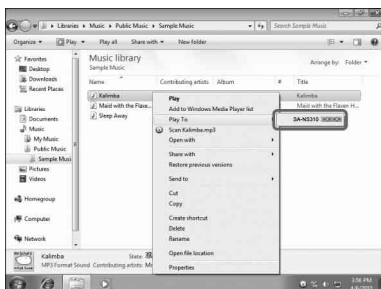 Libraries ▸ Music ▸ Public Music ▸ Sample Music
Search Sample Music
Organize ▾ Play ▾ Play all Share with ▾ New folder
Favorites
Desktop
Downloads
Recent Places
Libraries
Documents
Music
My Music
Public Music
Sample Musi
Pictures
Videos
Homegroup
Computer
Network
Music library
Sample Music
Arrange by: Folder ▾
Name Contributing artists Album # Title
Kalimba Kalimba
Maid with the Flaxe... Maid with the Flaxen H...
Sleep Away
Play
Add to Windows Media Player list
Play To
SA-NS310
Scan Kalimba.mp3
Open with
Share with
Restore previous versions
Send to
Cut
Copy
Create shortcut
Delete
Rename
Open file location
Properties
Kalimba State:
MP3 Format Sound Contributing artists:
3:56 PM